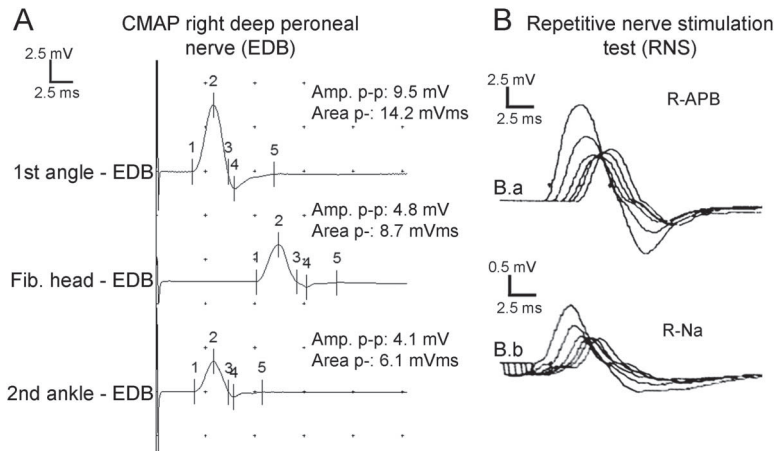 A
CMAP right deep peroneal
nerve (EDB)
2.5 mV
2.5 ms
2
1
3
4
5
Amp. p-p: 9.5 mV
Area p-: 14.2 mVms
1st angle - EDB
2
1
3
4
5
Amp. p-p: 4.8 mV
Area p-: 8.7 mVms
Fib. head - EDB
2
1
3
4
5
Amp. p-p: 4.1 mV
Area p-: 6.1 mVms
2nd ankle - EDB
B
Repetitive nerve stimulation
test (RNS)
2.5 mV
2.5 ms
R-APB
B.a
0.5 mV
2.5 ms
R-Na
B.b